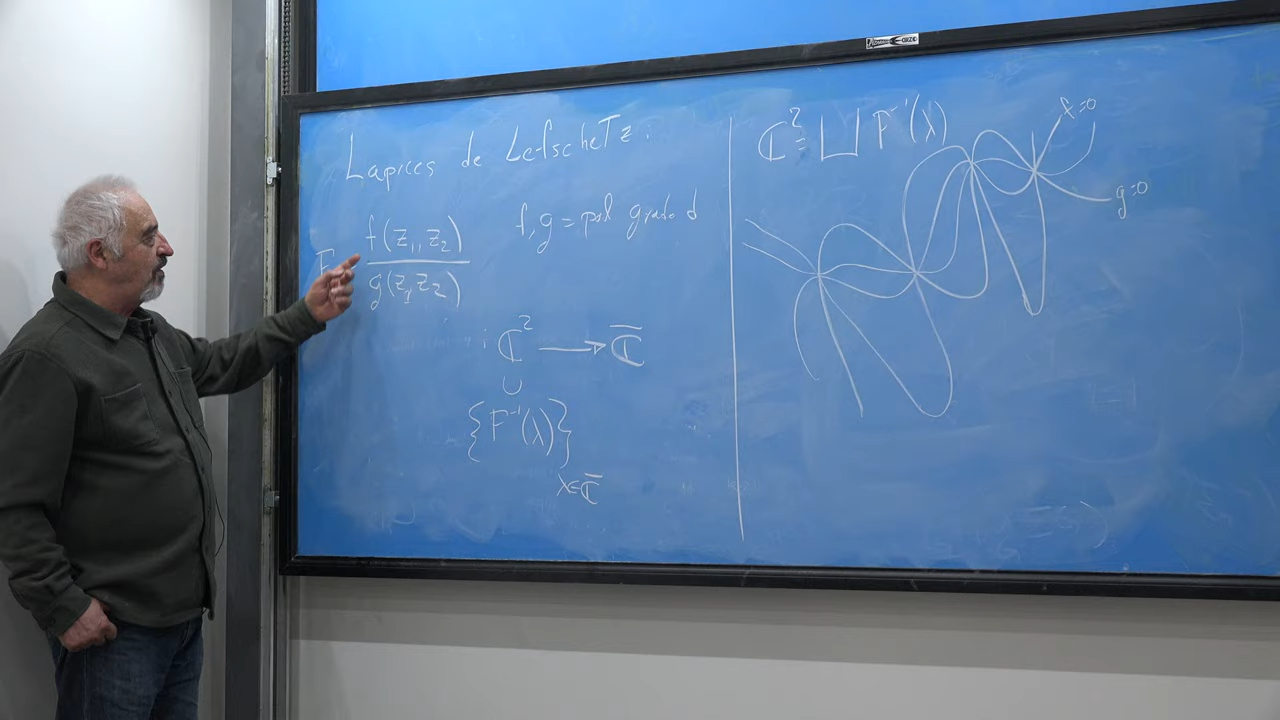 Lapices de Lefschetz :
F = f(z₁, z₂) / g(z₁, z₂)
f, g = pol grado d
: ℂ² → ℂ̅
∪
{F⁻¹(λ)}
λ∈ℂ̅
ℂ² = ⊔ F⁻¹(λ)
f=0
g=0